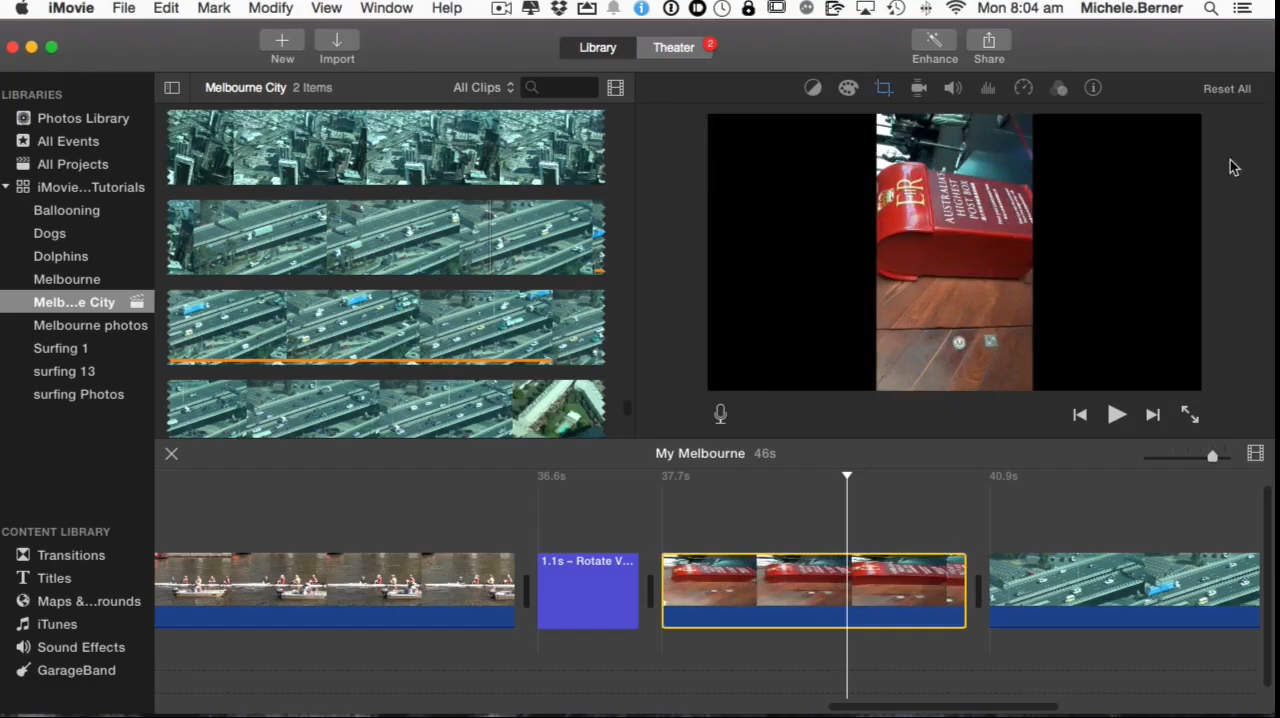 iMovie File Edit Mark Modify View Window Help Mon 8:04 am Michele.Berner
New Import Library Theater 2 Enhance Share
LIBRARIES
Photos Library
All Events
All Projects
iMovie...Tutorials
Ballooning
Dogs
Dolphins
Melbourne
Melb...e City
Melbourne photos
Surfing 1
surfing 13
surfing Photos
Melbourne City 2 Items All Clips
Reset All
ER
AUSTRALIA'S
HIGHEST
POST BOX
My Melbourne 46s
36.6s 37.7s 40.9s
1.1s – Rotate V...
CONTENT LIBRARY
Transitions
Titles
Maps &...rounds
iTunes
Sound Effects
GarageBand